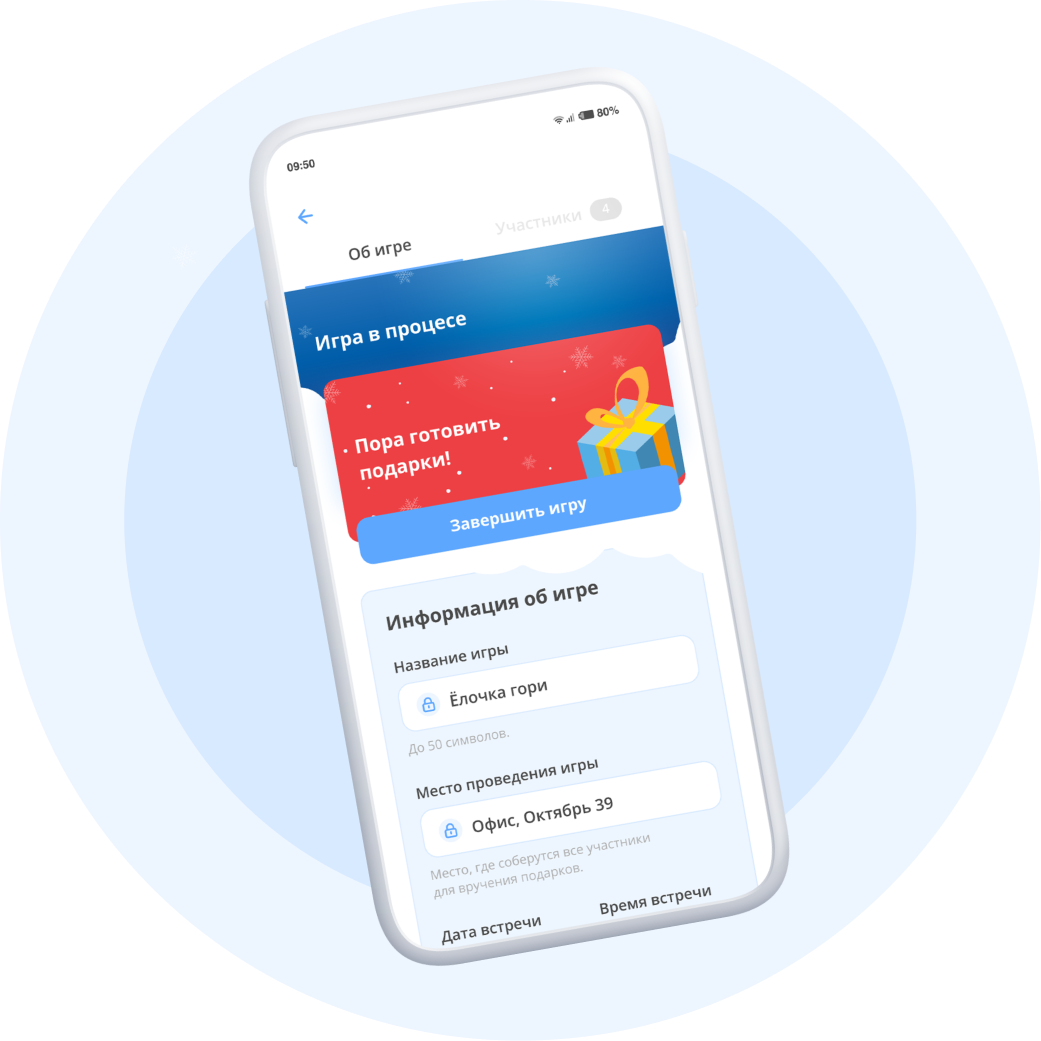 09:50
80%
Об игре
Участники 4
Игра в процесе
Пора готовить
подарки!
Завершить игру
Информация об игре
Название игры
Ёлочка гори
До 50 символов.
Место проведения игры
Офис, Октябрь 39
Место, где соберутся все участники
для вручения подарков.
Дата встречи
Время встречи